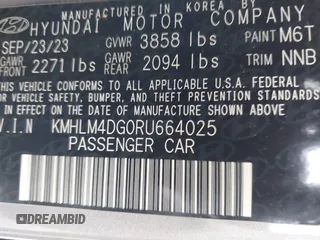 MANUFACTURED IN KOREA BY
HYUNDAI MOTOR COMPANY
SEP/23/23 GVWR 3858 lbs PAINT M6T
GAWR FRONT 2271 lbs GAWR REAR 2094 lbs TRIM NNB
THIS VEHICLE CONFORMS TO ALL APPLICABLE U.S. FEDERAL
MOTOR VEHICLE SAFETY, BUMPER, AND THEFT PREVENTION
STANDARDS IN EFFECT ON THE DATE OF MANUFACTURE
SHOWN ABOVE.
V.I.N KMHLM4DG0RU664025
PASSENGER CAR
DREAMBID